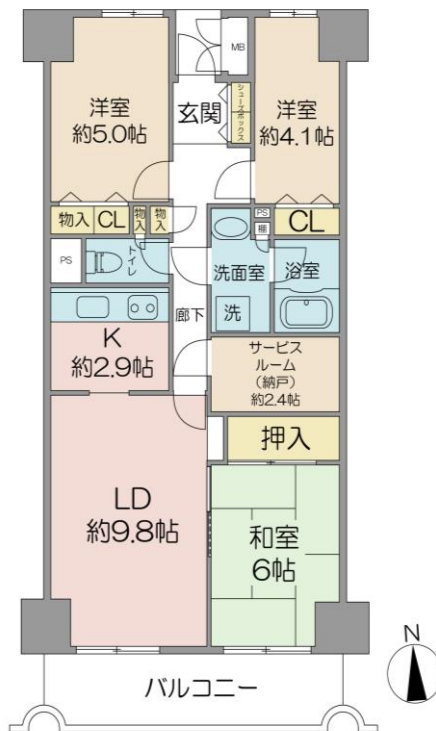 MB
洋室
約5.0帖
玄関
シューズボックス
洋室
約4.1帖
物入
CL
物入
物入
PS
棚
CL
PS
トイレ
洗面室
浴室
洗
廊下
K
約2.9帖
サービス
ルーム
(納戸)
約2.4帖
押入
LD
約9.8帖
和室
6帖
N
バルコニー